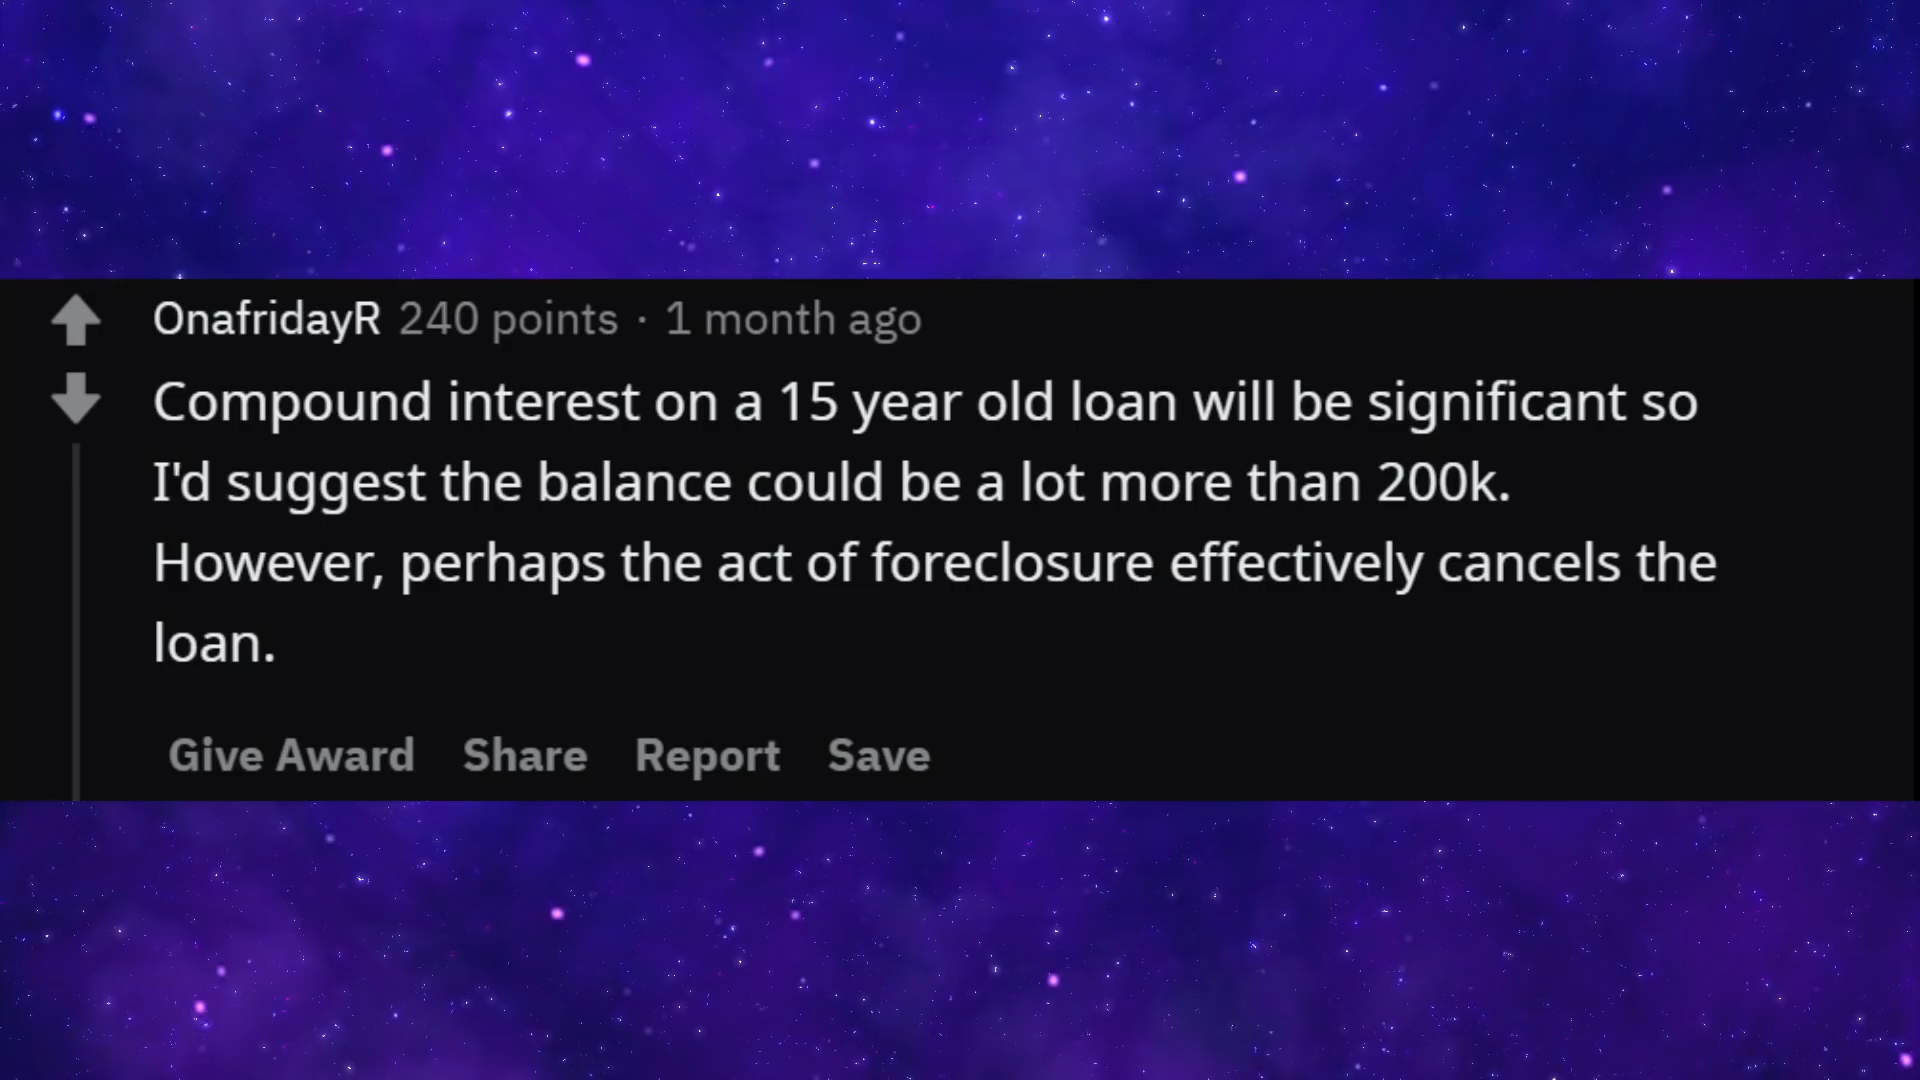 OnafridayR 240 points · 1 month ago
Compound interest on a 15 year old loan will be significant so
I'd suggest the balance could be a lot more than 200k.
However, perhaps the act of foreclosure effectively cancels the
loan.
Give Award Share Report Save